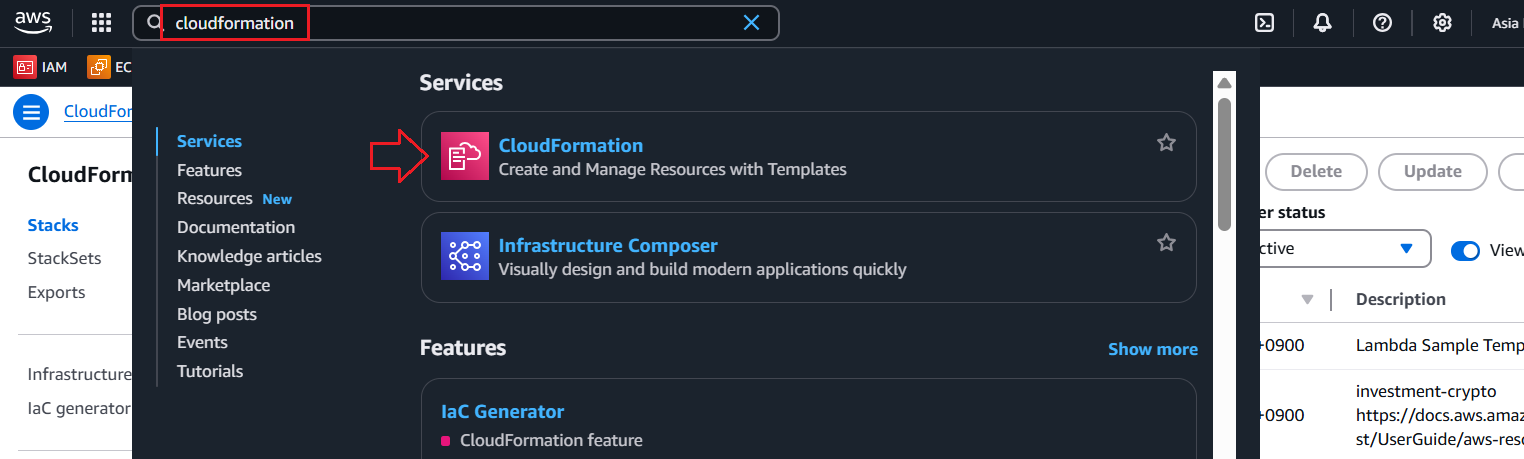 aws
cloudformation
Asia
IAM
EC
CloudFor
CloudForm
Stacks
StackSets
Exports
Infrastructure
IaC generator
Services
Features
Resources New
Documentation
Knowledge articles
Marketplace
Blog posts
Events
Tutorials
Services
CloudFormation
Create and Manage Resources with Templates
Infrastructure Composer
Visually design and build modern applications quickly
Features
Show more
IaC Generator
CloudFormation feature
Delete
Update
er status
ctive
View
Description
+0900
Lambda Sample Temp
+0900
investment-crypto
https://docs.aws.amaz
st/UserGuide/aws-reso